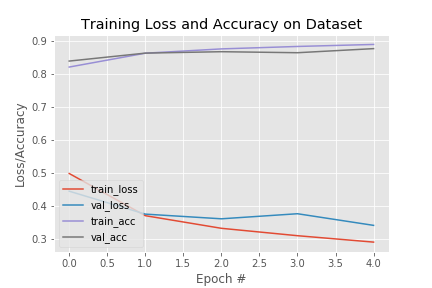 Training Loss and Accuracy on Dataset
0.9
0.8
0.7
0.6
0.5
0.4
0.3
Loss/Accuracy
train_loss
val_loss
train_acc
val_acc
0.0 0.5 1.0 1.5 2.0 2.5 3.0 3.5 4.0
Epoch #